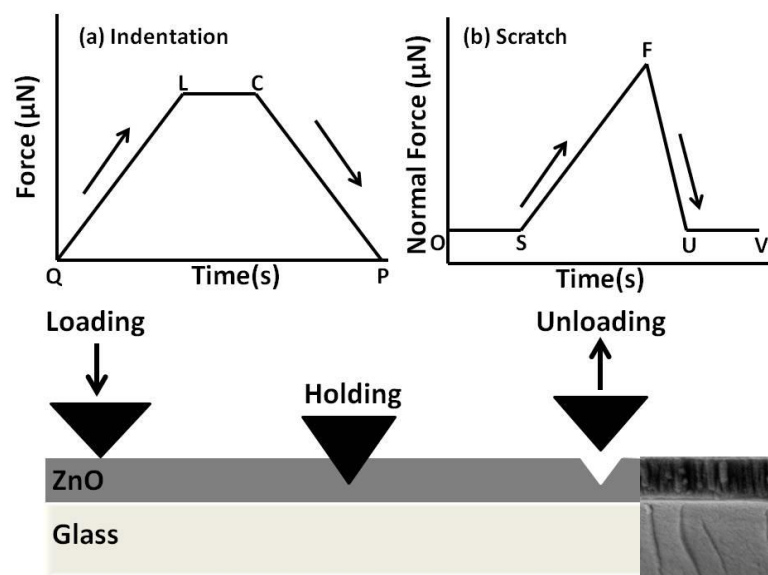 (a) Indentation
Force (µN)
L
C
Q
Time(s)
P
(b) Scratch
Normal Force (µN)
F
O
S
U
V
Time(s)
Loading
Holding
Unloading
ZnO
Glass